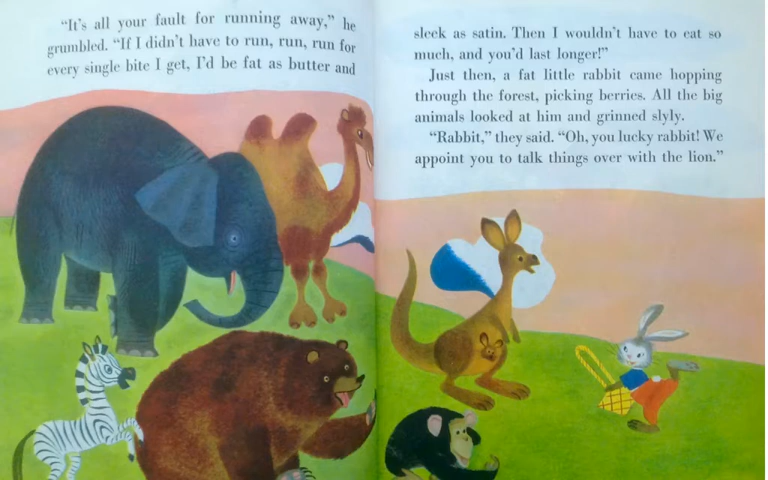 “It’s all your fault for running away,” he
grumbled. “If I didn’t have to run, run, run for
every single bite I get, I’d be fat as butter and
sleek as satin. Then I wouldn’t have to eat so
much, and you’d last longer!”
Just then, a fat little rabbit came hopping
through the forest, picking berries. All the big
animals looked at him and grinned slyly.
“Rabbit,” they said. “Oh, you lucky rabbit! We
appoint you to talk things over with the lion.”